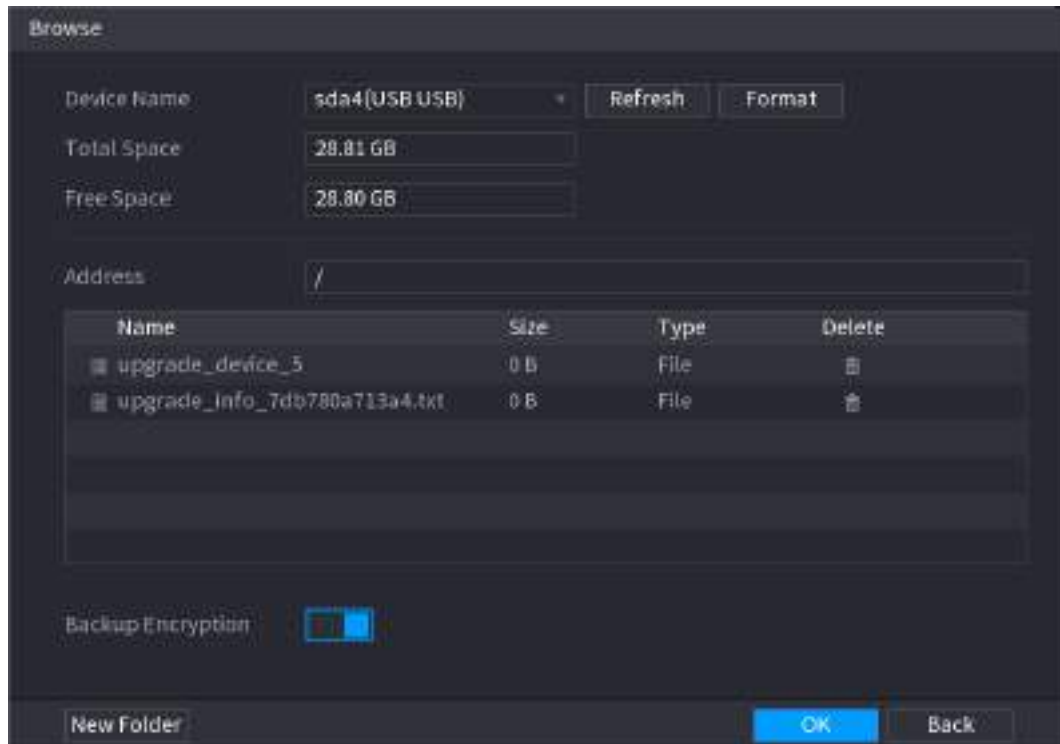 Browse
Device Name sda4(USB USB) Refresh Format
Total Space 28.81 GB
Free Space 28.80 GB
Address /
Name Size Type Delete
upgrade_device_5 0 B File
upgrade_info_7db780a713a4.txt 0 B File
Backup Encryption
New Folder OK Back